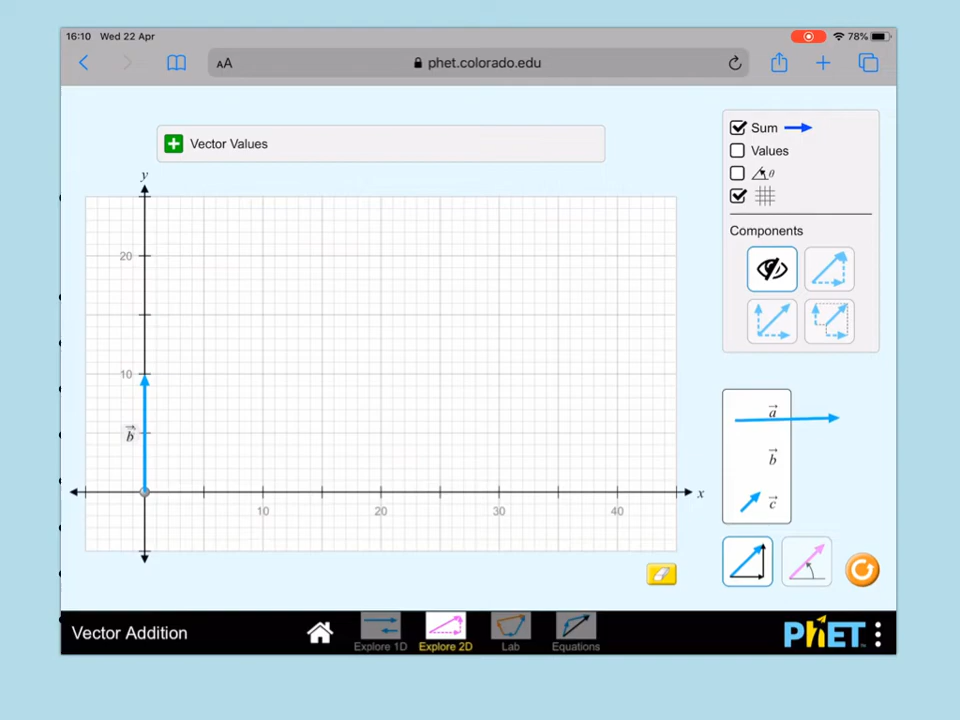 16:10 Wed 22 Apr 78%
AA phet.colorado.edu
Vector Values
Sum
Values
θ
Components
y
20
10
b
x
10 20 30 40
a
b
c
Vector Addition
Explore 1D Explore 2D Lab Equations
PhET